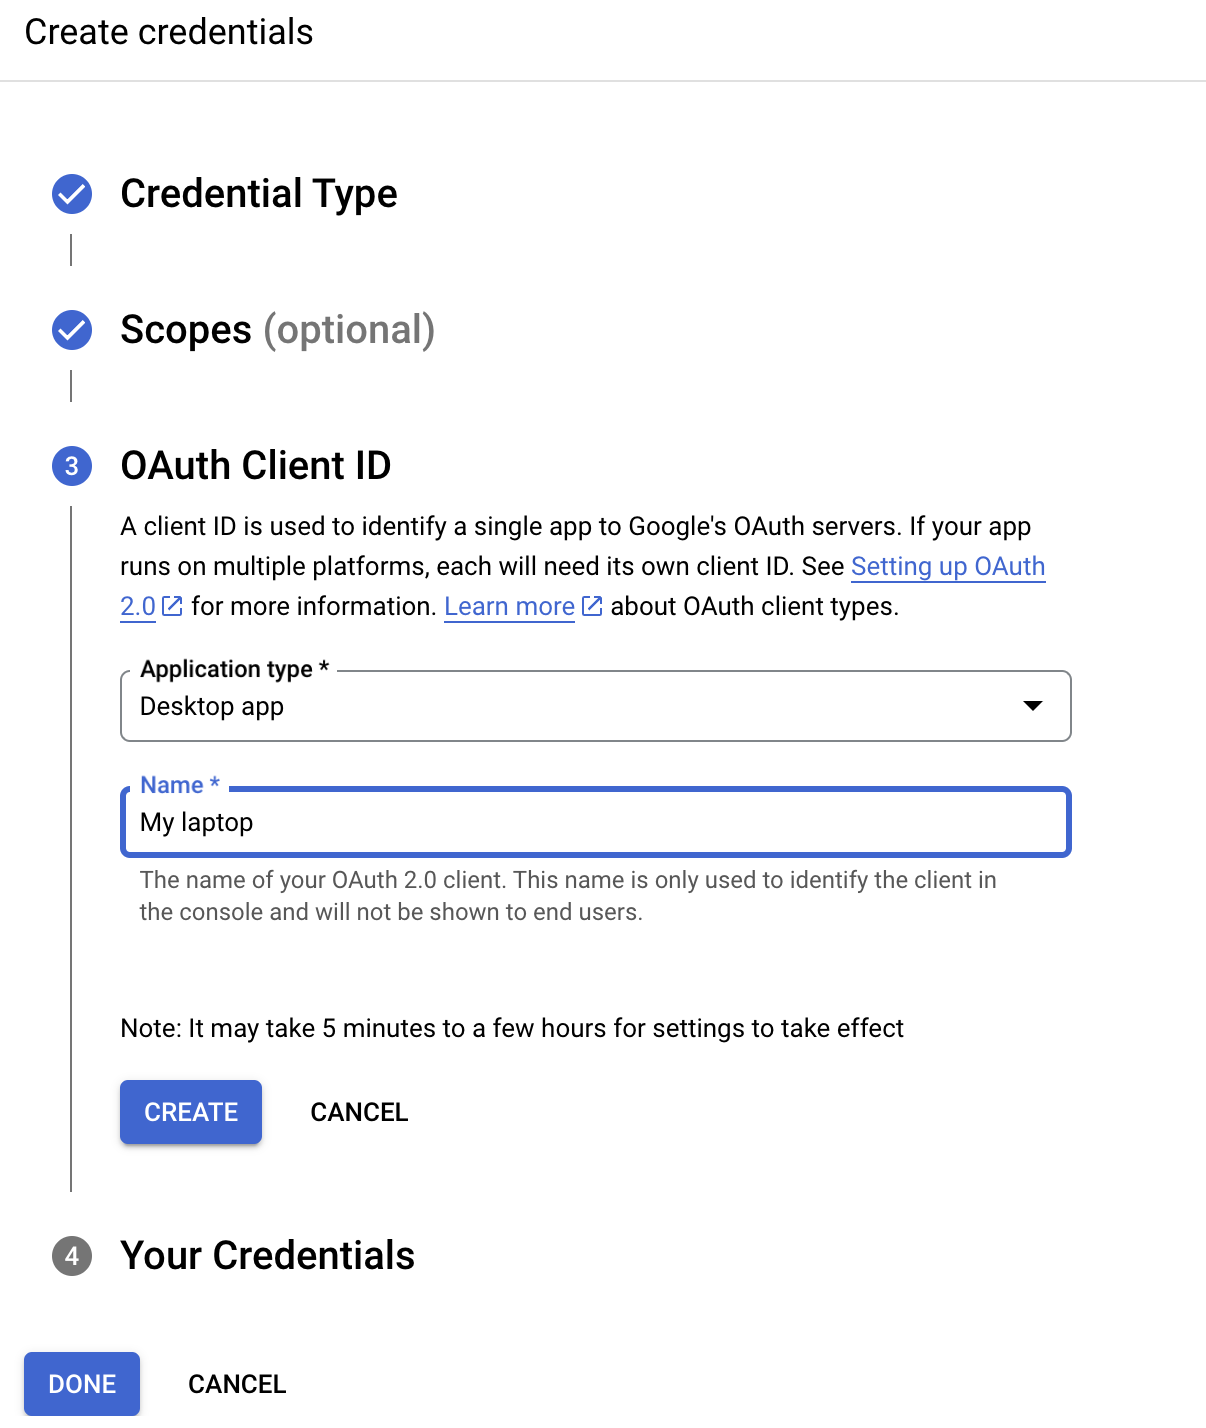 Create credentials
Credential Type
Scopes (optional)
3 OAuth Client ID
A client ID is used to identify a single app to Google's OAuth servers. If your app
runs on multiple platforms, each will need its own client ID. See Setting up OAuth
2.0 for more information. Learn more about OAuth client types.
Application type *
Desktop app
Name *
My laptop
The name of your OAuth 2.0 client. This name is only used to identify the client in
the console and will not be shown to end users.
Note: It may take 5 minutes to a few hours for settings to take effect
CREATE CANCEL
4 Your Credentials
DONE CANCEL